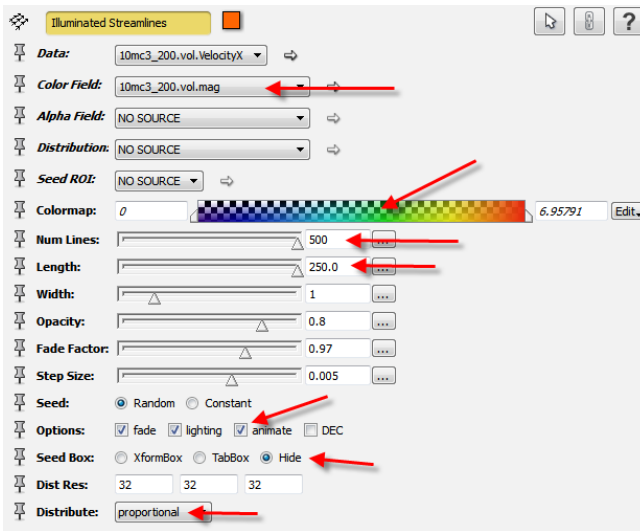 Illuminated Streamlines ?
Data: 10mc3_200.vol.VelocityX
Color Field: 10mc3_200.vol.mag
Alpha Field: NO SOURCE
Distribution: NO SOURCE
Seed ROI: NO SOURCE
Colormap: 0 6.95791 Edit
Num Lines: 500 ...
Length: 250.0 ...
Width: 1 ...
Opacity: 0.8 ...
Fade Factor: 0.97 ...
Step Size: 0.005 ...
Seed: Random Constant
Options: fade lighting animate DEC
Seed Box: XformBox TabBox Hide
Dist Res: 32 32 32
Distribute: proportional